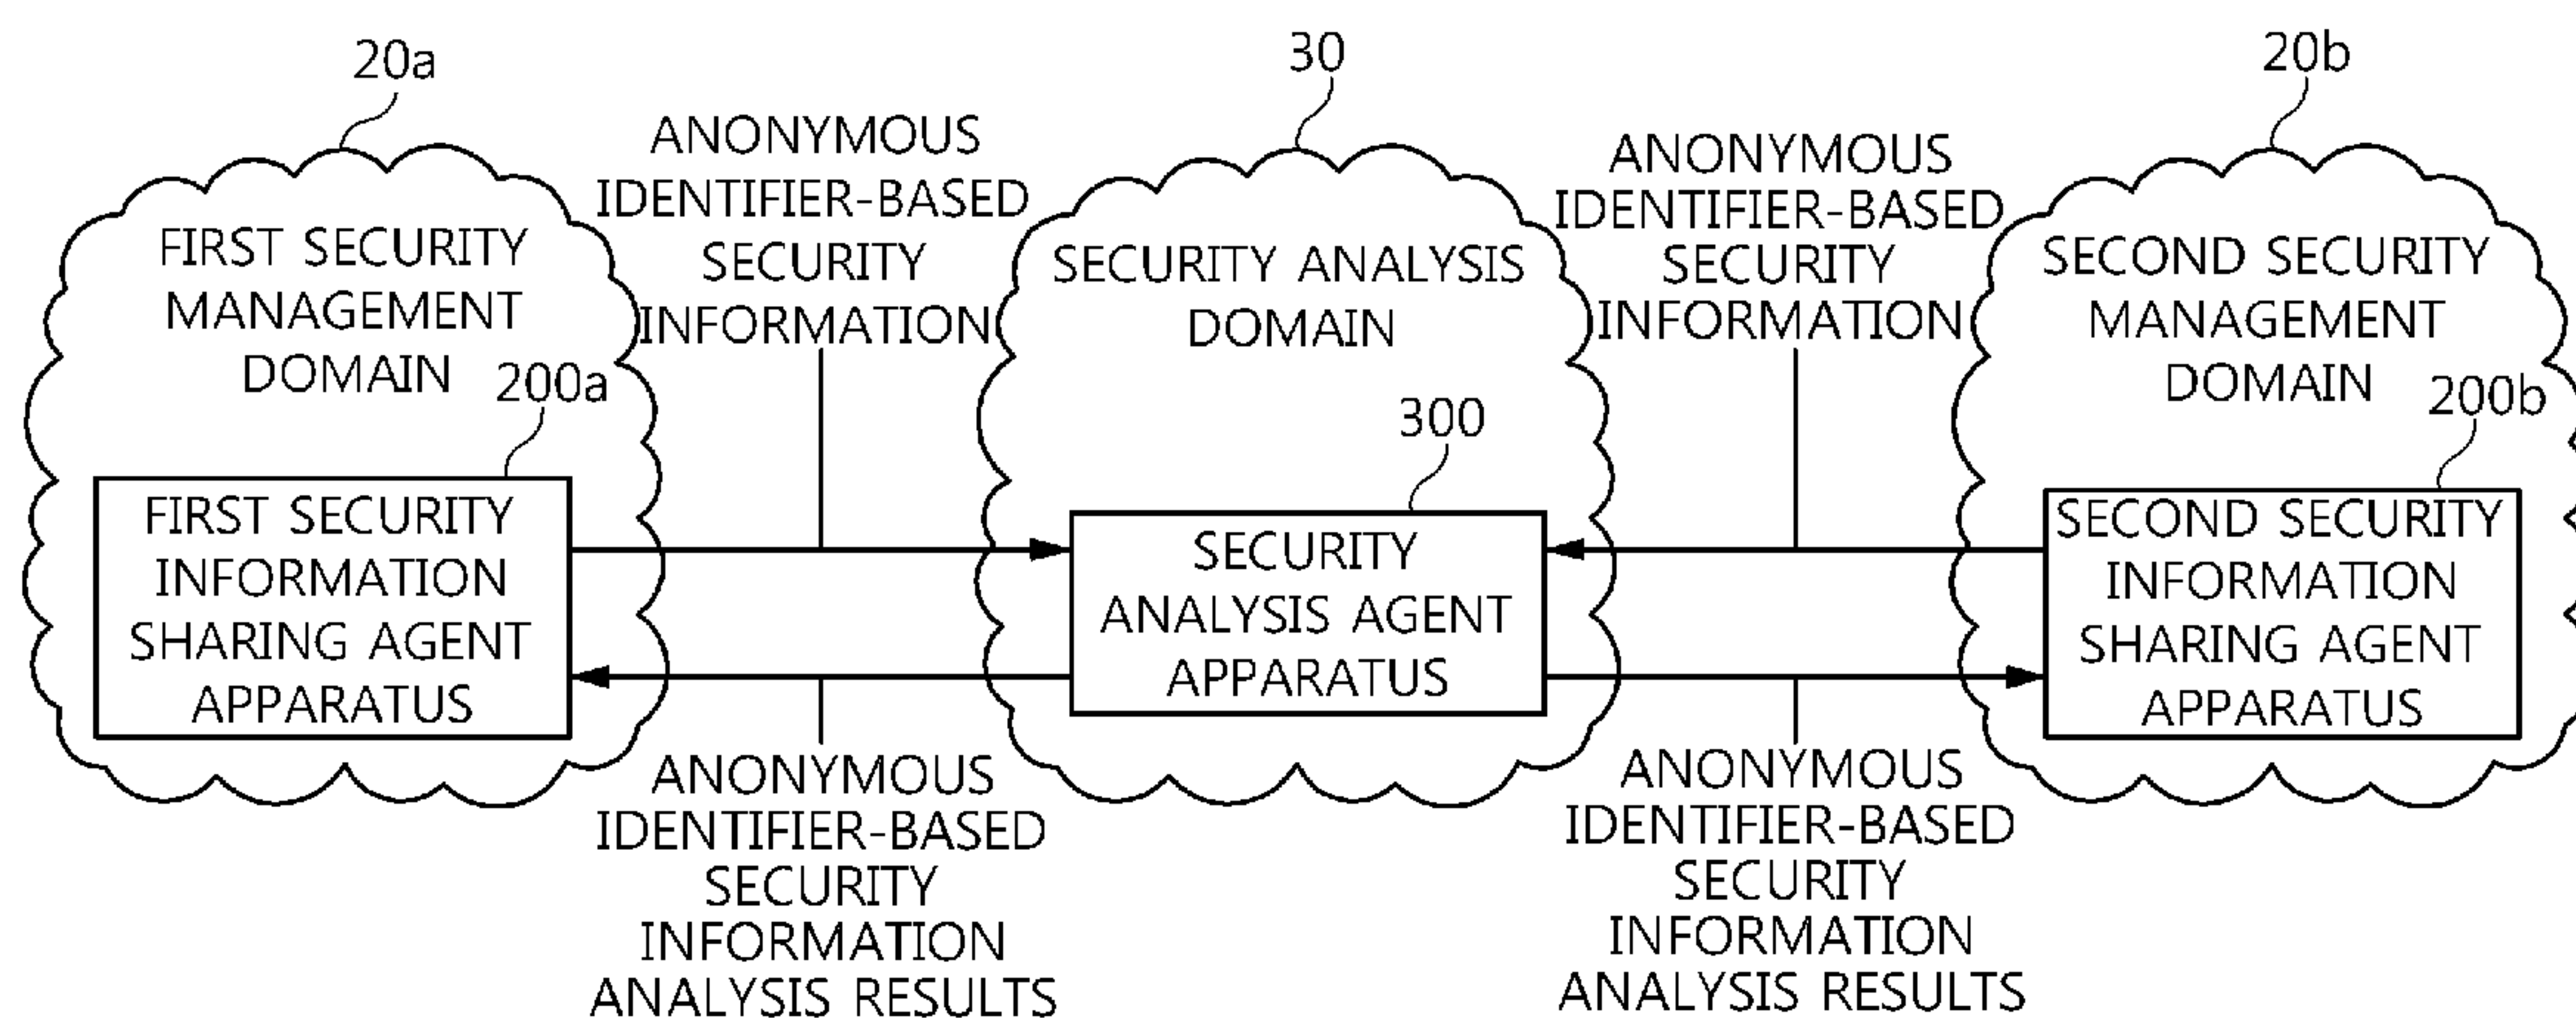 20a
30
20b
ANONYMOUS
IDENTIFIER-BASED
SECURITY
INFORMATION
ANONYMOUS
IDENTIFIER-BASED
SECURITY
INFORMATION
FIRST SECURITY
MANAGEMENT
DOMAIN
200a
SECURITY ANALYSIS
DOMAIN
300
SECOND SECURITY
MANAGEMENT
DOMAIN
200b
FIRST SECURITY
INFORMATION
SHARING AGENT
APPARATUS
SECURITY
ANALYSIS AGENT
APPARATUS
SECOND SECURITY
INFORMATION
SHARING AGENT
APPARATUS
ANONYMOUS
IDENTIFIER-BASED
SECURITY
INFORMATION
ANALYSIS RESULTS
ANONYMOUS
IDENTIFIER-BASED
SECURITY
INFORMATION
ANALYSIS RESULTS